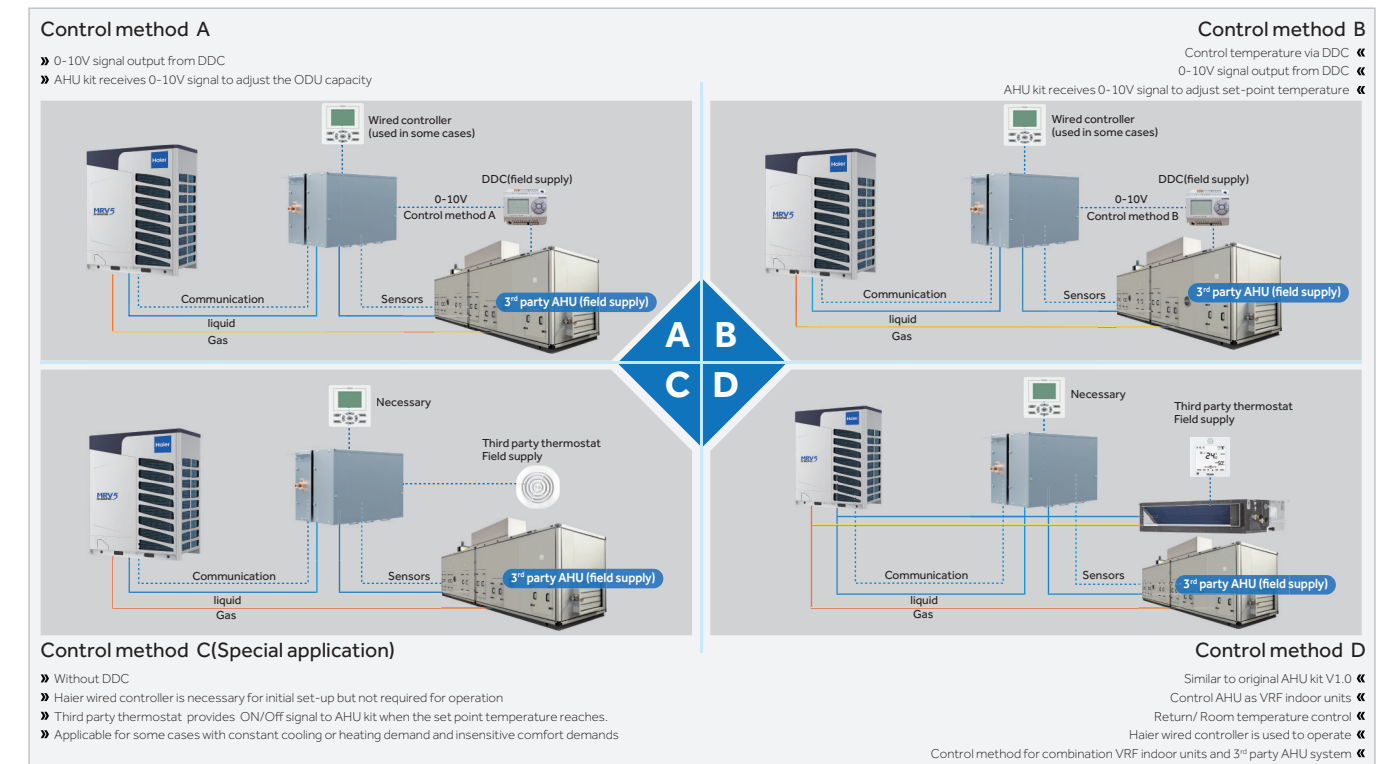 Control method A
» 0-10V signal output from DDC
» AHU kit receives 0-10V signal to adjust the ODU capacity
Control method B
Control temperature via DDC «
0-10V signal output from DDC «
AHU kit receives 0-10V signal to adjust set-point temperature «
Wired controller
(used in some cases)
Haier
MRV5
DDC(field supply)
0-10V
Control method A
Communication
Sensors
3rd party AHU (field supply)
liquid
Gas
Wired controller
(used in some cases)
Haier
MRV5
DDC(field supply)
0-10V
Control method B
Communication
Sensors
3rd party AHU (field supply)
liquid
Gas
A B
C D
Necessary
Haier
MRV5
Third party thermostat
Field supply
Communication
Sensors
3rd party AHU (field supply)
liquid
Gas
Necessary
Haier
MRV5
Third party thermostat
Field supply
24
Communication
Sensors
3rd party AHU (field supply)
liquid
Gas
Control method C(Special application)
» Without DDC
» Haier wired controller is necessary for initial set-up but not required for operation
» Third party thermostat provides ON/Off signal to AHU kit when the set point temperature reaches.
» Applicable for some cases with constant cooling or heating demand and insensitive comfort demands
Control method D
Similar to original AHU kit V1.0 «
Control AHU as VRF indoor units «
Return/ Room temperature control «
Haier wired controller is used to operate «
Control method for combination VRF indoor units and 3rd party AHU system «